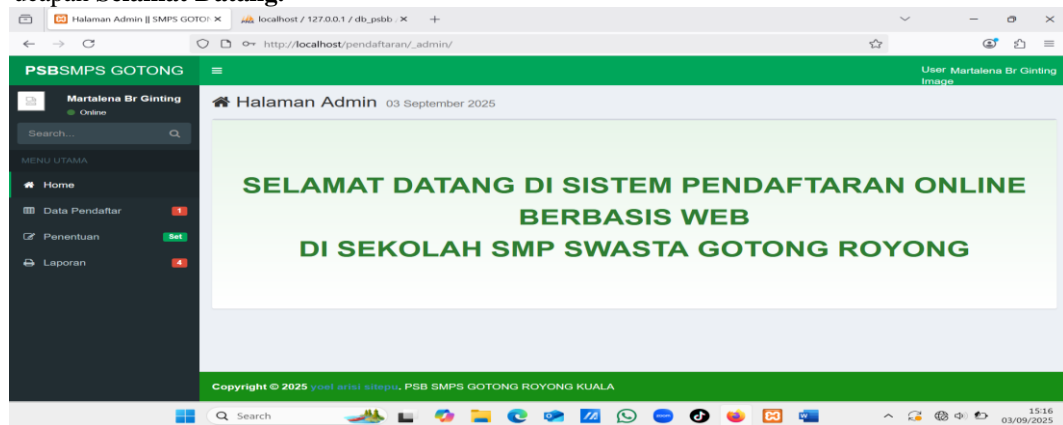 ucapan Selamat Datang.
Halaman Admin || SMPS GOTO
localhost / 127.0.0.1 / db_psbb
http://localhost/pendaftaran/_admin/
PSBSMPS GOTONG
User Martalena Br Ginting
Image
Martalena Br Ginting
Online
Halaman Admin 03 September 2025
Search...
MENU UTAMA
Home
Data Pendaftar 1
Penentuan Set
Laporan 4
SELAMAT DATANG DI SISTEM PENDAFTARAN ONLINE
BERBASIS WEB
DI SEKOLAH SMP SWASTA GOTONG ROYONG
Copyright © 2025 yoel arisi sitepu. PSB SMPS GOTONG ROYONG KUALA
Search
15:16
03/09/2025